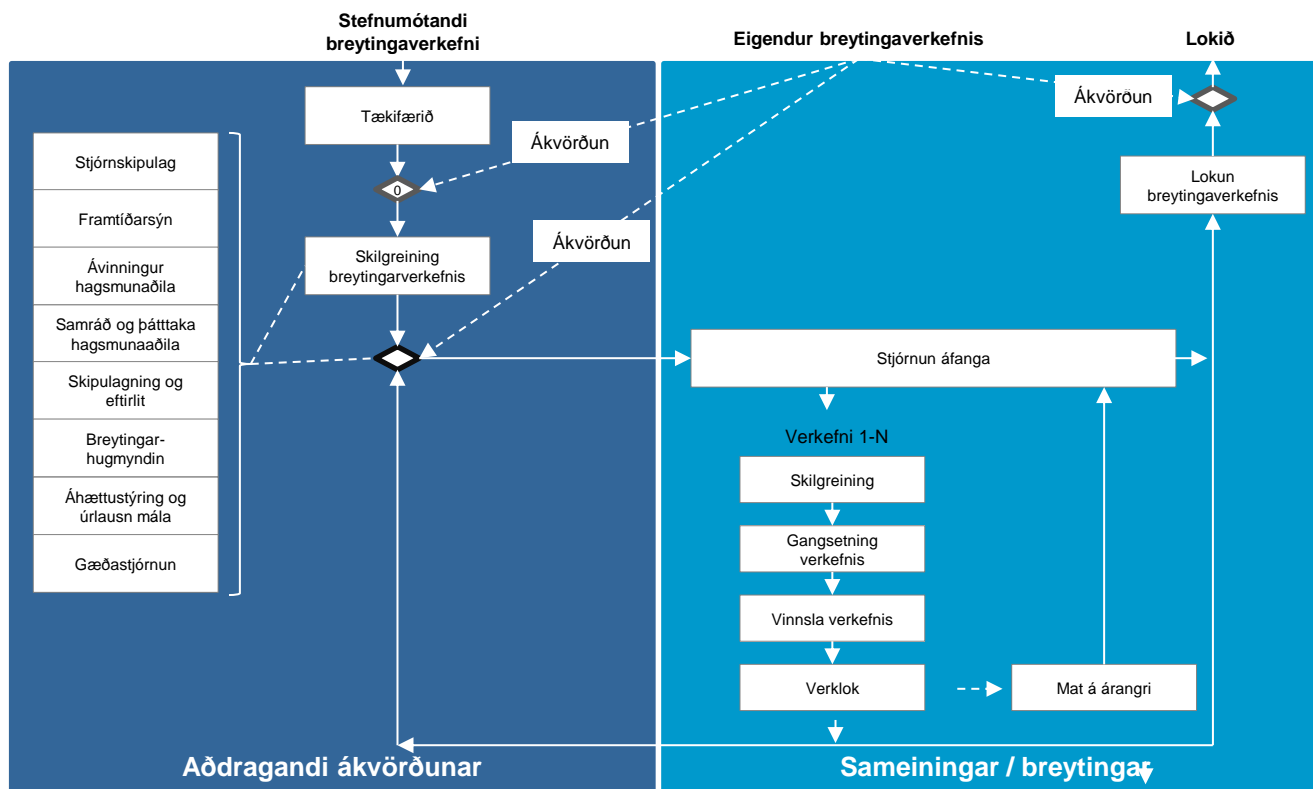 Stefnumótandi
breytingaverkefni
Eigendur breytingaverkefnis
Lokið
Tækifærið
Ákvörðun
Ákvörðun
0
Stjórnskipulag
Framtíðarsýn
Ávinningur
hagsmunaðila
Samráð og þátttaka
hagsmunaaðila
Skipulagning og
eftirlit
Breytingar-
hugmyndin
Áhættustýring og
úrlausn mála
Gæðastjórnun
Skilgreining
breytingarverkefnis
Ákvörðun
Lokun
breytingaverkefnis
Stjórnun áfanga
Verkefni 1-N
Skilgreining
Gangsetning
verkefnis
Vinnsla verkefnis
Verklok
Mat á árangri
Aðdragandi ákvörðunar
Sameiningar / breytingar